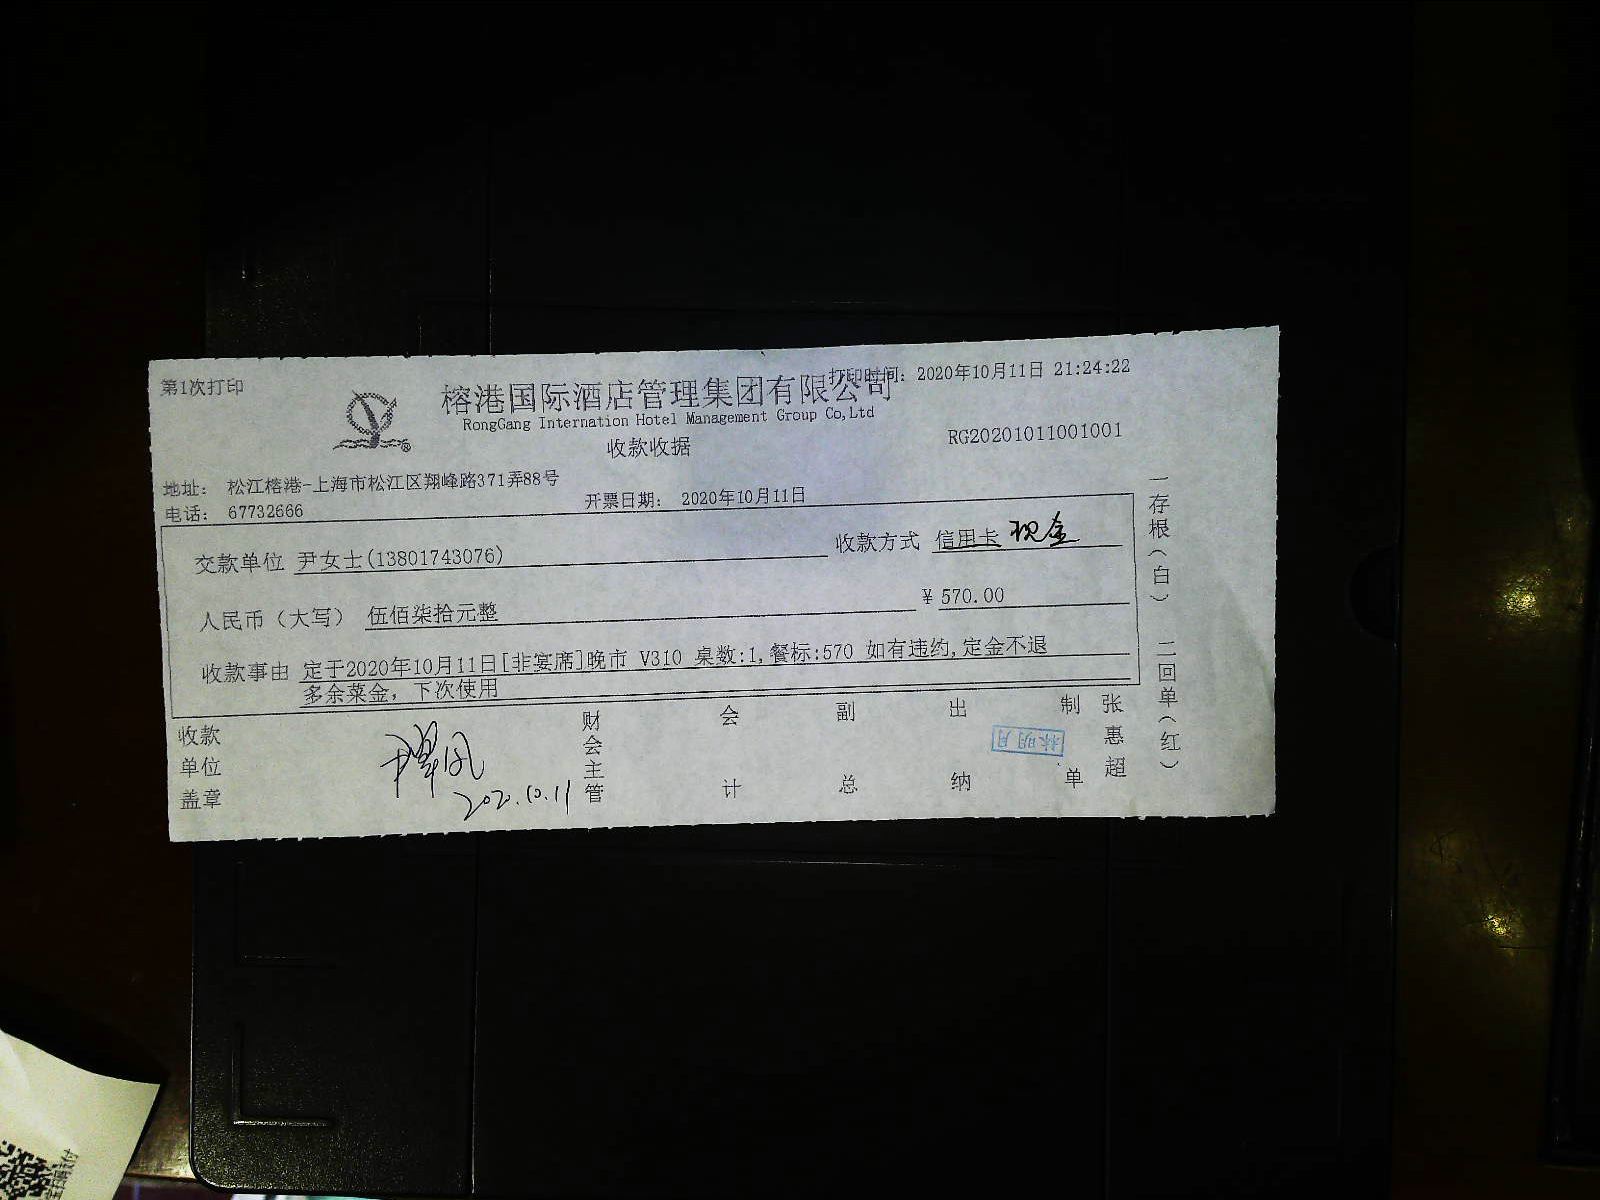 第1次打印
打印时间: 2020年10月11日 21:24:22
榕港国际酒店管理集团有限公司
RongGang Internation Hotel Management Group Co,Ltd
收款收据
RG20201011001001
地址: 松江榕港-上海市松江区翔峰路371弄88号
电话: 67732666
开票日期: 2020年10月11日
交款单位 尹女士(13801743076)
收款方式 信用卡 现金
人民币(大写) 伍佰柒拾元整
¥ 570.00
收款事由 定于2020年10月11日[非宴席]晚市 V310 桌数:1,餐标:570 如有违约,定金不退
多余菜金, 下次使用
收款单位盖章
2020.10.11
财会主管
会计
副总
出纳
林明月
制单
张惠超
一存根(白) 二回单(红)